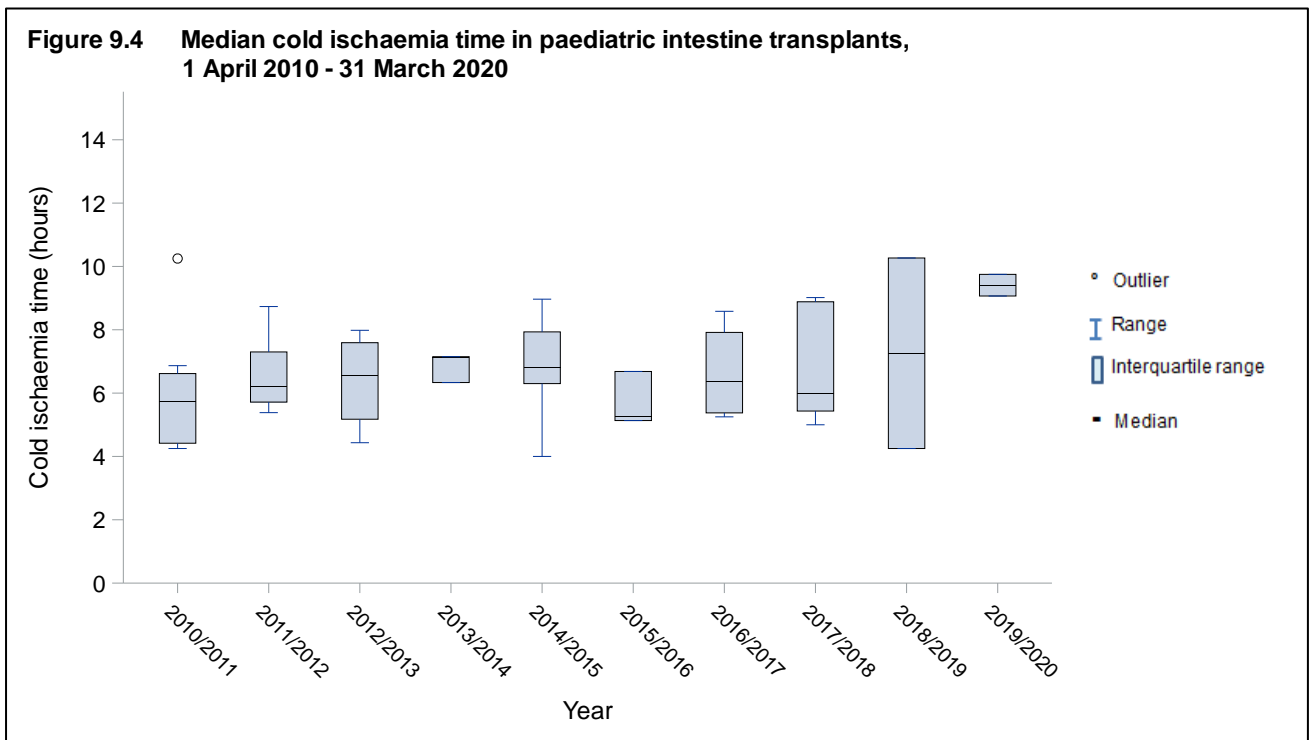 Figure 9.4 Median cold ischaemia time in paediatric intestine transplants,
1 April 2010 - 31 March 2020
Cold ischaemia time (hours)
14
12
10
8
6
4
2
0
2010/2011
2011/2012
2012/2013
2013/2014
2014/2015
2015/2016
2016/2017
2017/2018
2018/2019
2019/2020
Year
Outlier
Range
Interquartile range
Median